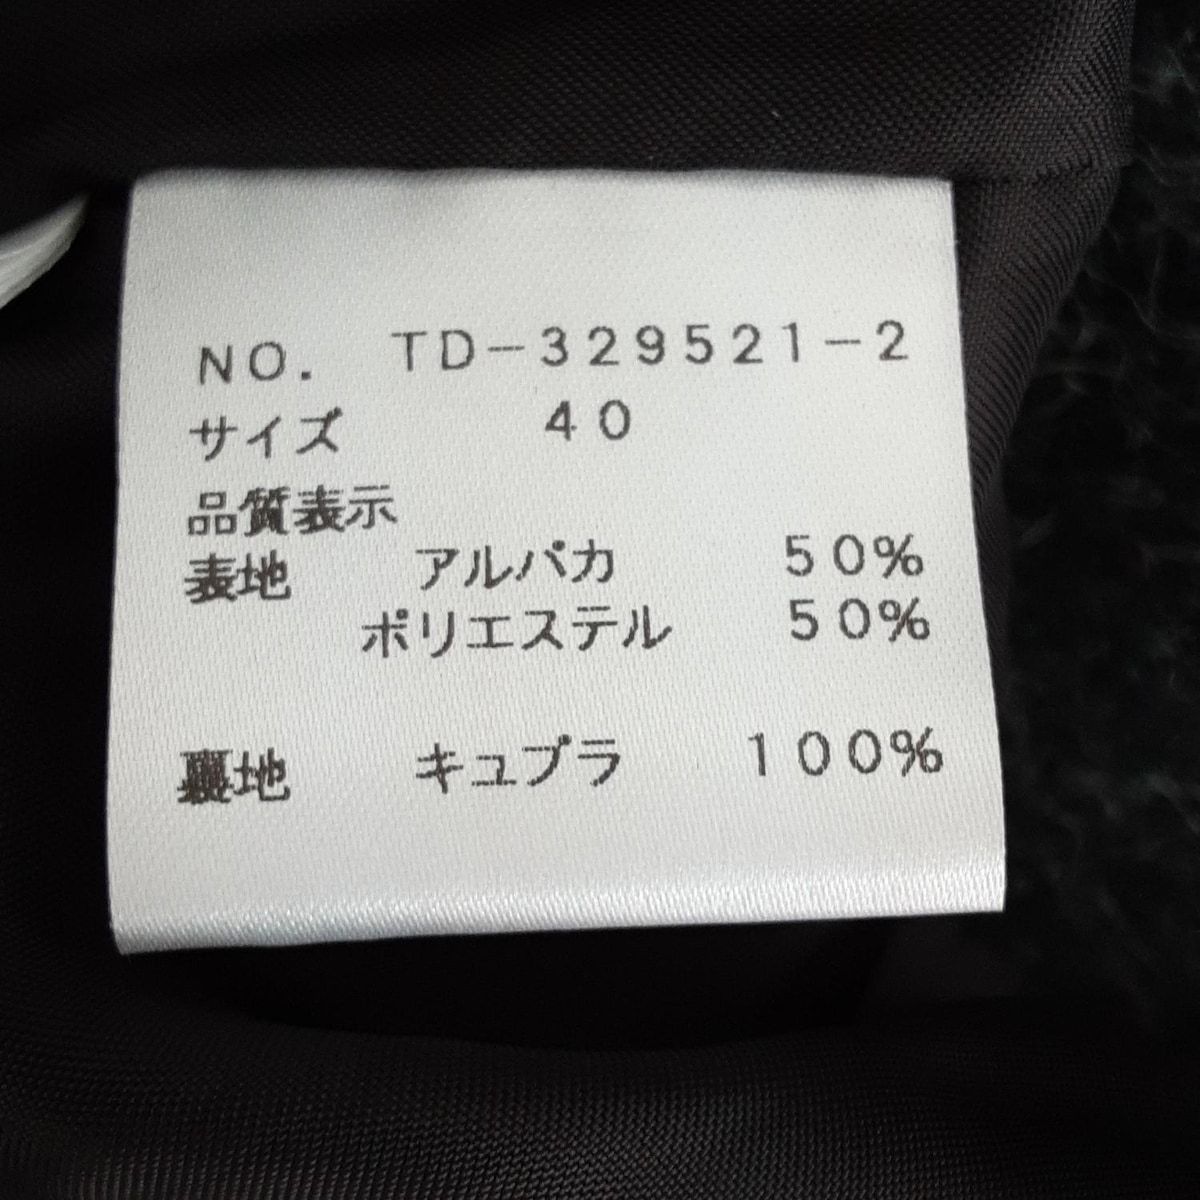 NO. TD-329521-2
サイズ 40
品質表示
表地 アルパカ 50%
ポリエステル 50%
裏地 キュプラ 100%